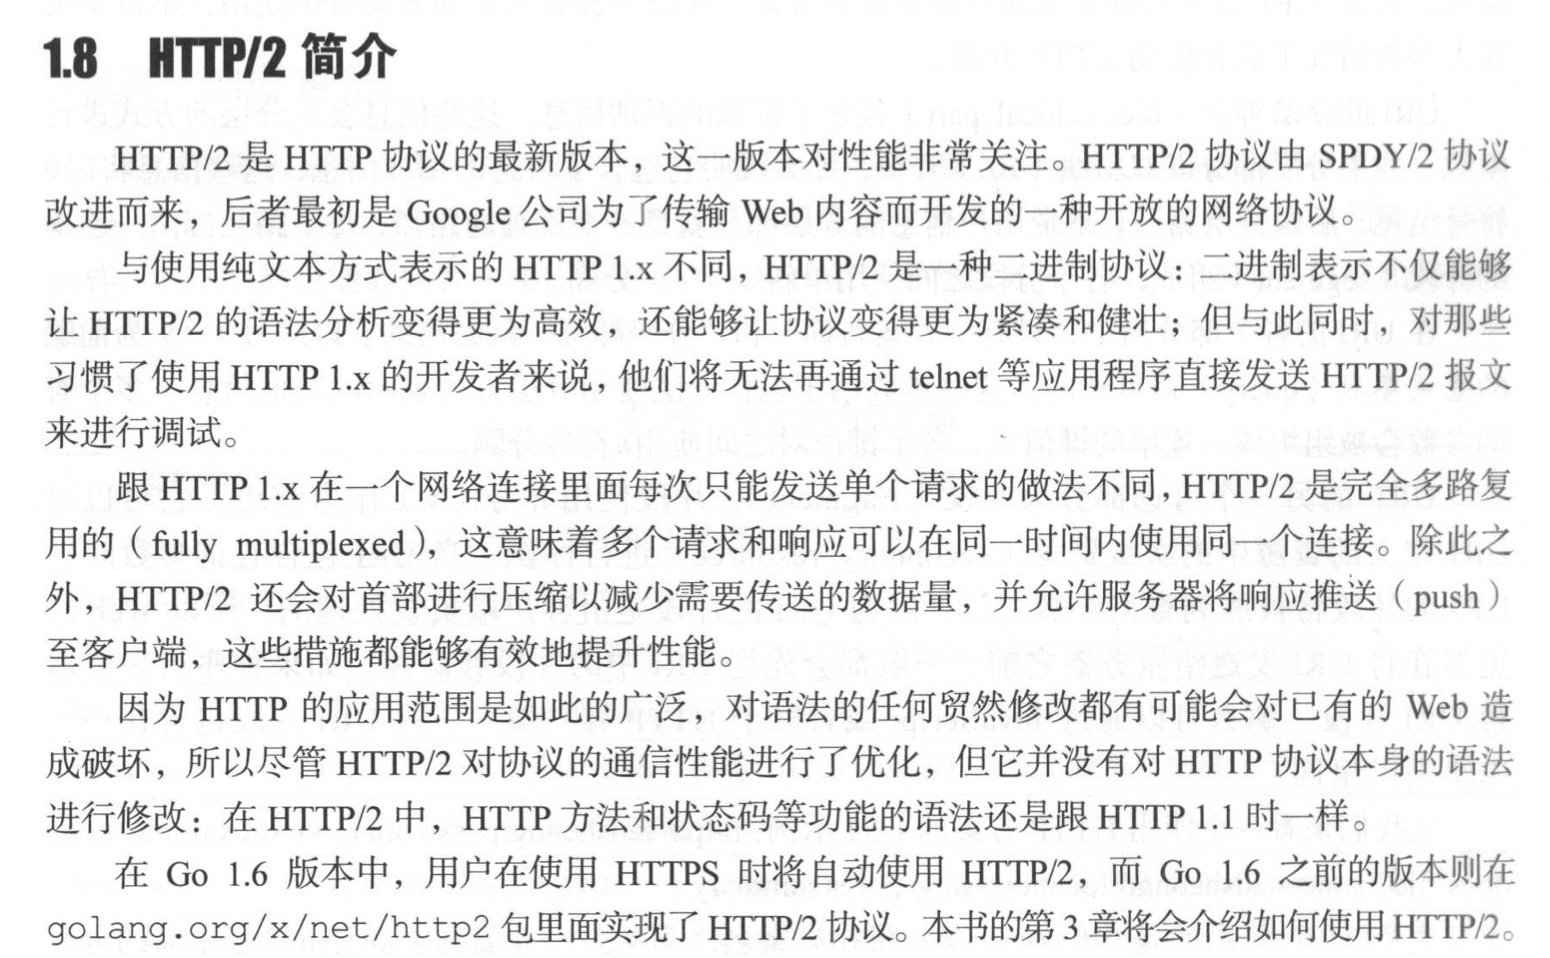 1.8 HTTP/2 简介
HTTP/2 是 HTTP 协议的最新版本，这一版本对性能非常关注。HTTP/2 协议由 SPDY/2 协议
改进而来，后者最初是 Google 公司为了传输 Web 内容而开发的一种开放的网络协议。
与使用纯文本方式表示的 HTTP 1.x 不同，HTTP/2 是一种二进制协议：二进制表示不仅能够
让 HTTP/2 的语法分析变得更为高效，还能够让协议变得更为紧凑和健壮；但与此同时，对那些
习惯了使用 HTTP 1.x 的开发者来说，他们将无法再通过 telnet 等应用程序直接发送 HTTP/2 报文
来进行调试。
跟 HTTP 1.x 在一个网络连接里面每次只能发送单个请求的做法不同，HTTP/2 是完全多路复
用的（fully multiplexed），这意味着多个请求和响应可以在同一时间内使用同一个连接。除此之
外，HTTP/2 还会对首部进行压缩以减少需要传送的数据量，并允许服务器将响应推送（push）
至客户端，这些措施都能够有效地提升性能。
因为 HTTP 的应用范围是如此的广泛，对语法的任何贸然修改都有可能会对已有的 Web 造
成破坏，所以尽管 HTTP/2 对协议的通信性能进行了优化，但它并没有对 HTTP 协议本身的语法
进行修改：在 HTTP/2 中，HTTP 方法和状态码等功能的语法还是跟 HTTP 1.1 时一样。
在 Go 1.6 版本中，用户在使用 HTTPS 时将自动使用 HTTP/2，而 Go 1.6 之前的版本则在
golang.org/x/net/http2 包里面实现了 HTTP/2 协议。本书的第 3 章将会介绍如何使用 HTTP/2。